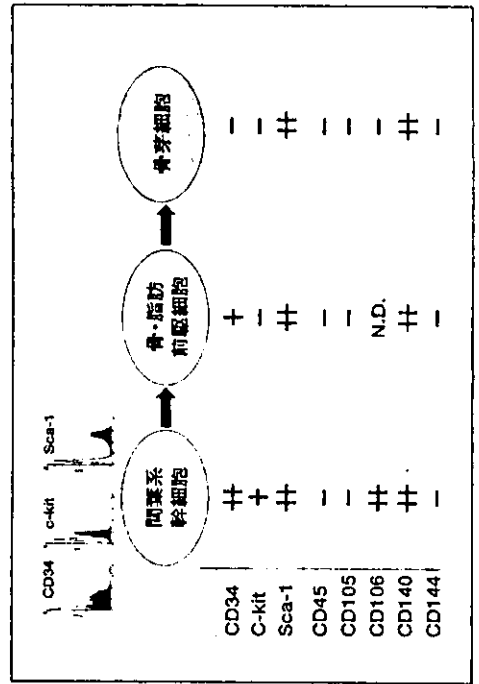 CD34 c-kit Sca-1
間葉系
幹細胞
骨・脂肪
前駆細胞
骨芽細胞
CD34 ⧺ + −
C-kit + − −
Sca-1 ⧺ ⧺ ⧺
CD45 − − −
CD105 − − −
CD106 ⧺ N.D. −
CD140 ⧺ ⧺ ⧺
CD144 − − −